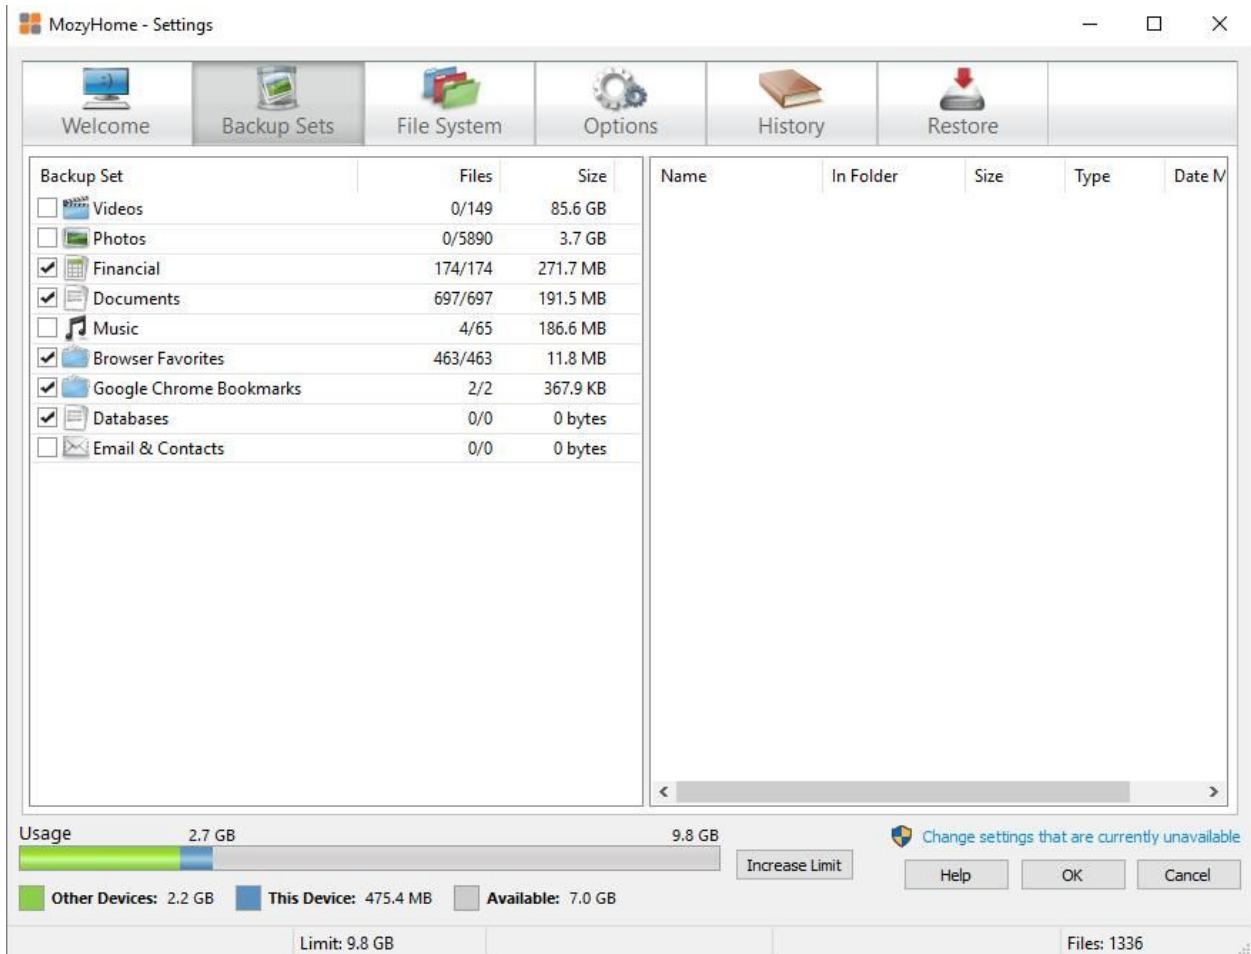 MozyHome - Settings
Welcome Backup Sets File System Options History Restore
Backup Set Files Size Name In Folder Size Type Date M
Videos 0/149 85.6 GB
Photos 0/5890 3.7 GB
Financial 174/174 271.7 MB
Documents 697/697 191.5 MB
Music 4/65 186.6 MB
Browser Favorites 463/463 11.8 MB
Google Chrome Bookmarks 2/2 367.9 KB
Databases 0/0 0 bytes
Email & Contacts 0/0 0 bytes
Usage 2.7 GB 9.8 GB Change settings that are currently unavailable
Increase Limit Help OK Cancel
Other Devices: 2.2 GB This Device: 475.4 MB Available: 7.0 GB
Limit: 9.8 GB Files: 1336